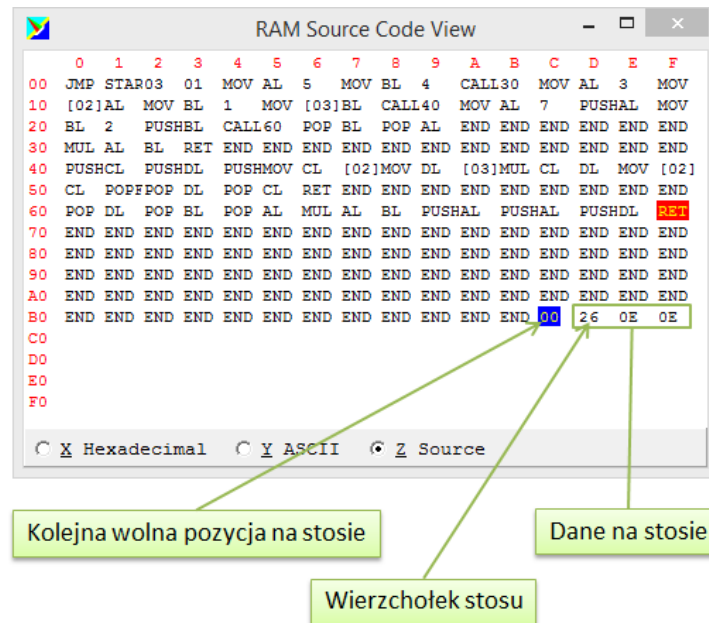 RAM Source Code View
0 1 2 3 4 5 6 7 8 9 A B C D E F
00 JMP STAR03 01 MOV AL 5 MOV BL 4 CALL30 MOV AL 3 MOV
10 [02]AL MOV BL 1 MOV [03]BL CALL40 MOV AL 7 PUSHAL MOV
20 BL 2 PUSHBL CALL60 POP BL POP AL END END END END END END
30 MUL AL BL RET END END END END END END END END END END END END
40 PUSHCL PUSHDL PUSHMOV CL [02]MOV DL [03]MUL CL DL MOV [02]
50 CL POPFPOP DL POP CL RET END END END END END END END END END
60 POP DL POP BL POP AL MUL AL BL PUSHAL PUSHAL PUSHDL RET
70 END END END END END END END END END END END END END END END END
80 END END END END END END END END END END END END END END END END
90 END END END END END END END END END END END END END END END END
A0 END END END END END END END END END END END END END END END END
B0 END END END END END END END END END END END END 00 26 0E 0E
C0
D0
E0
F0
X Hexadecimal Y ASCII Z Source
Kolejna wolna pozycja na stosie
Dane na stosie
Wierzchołek stosu